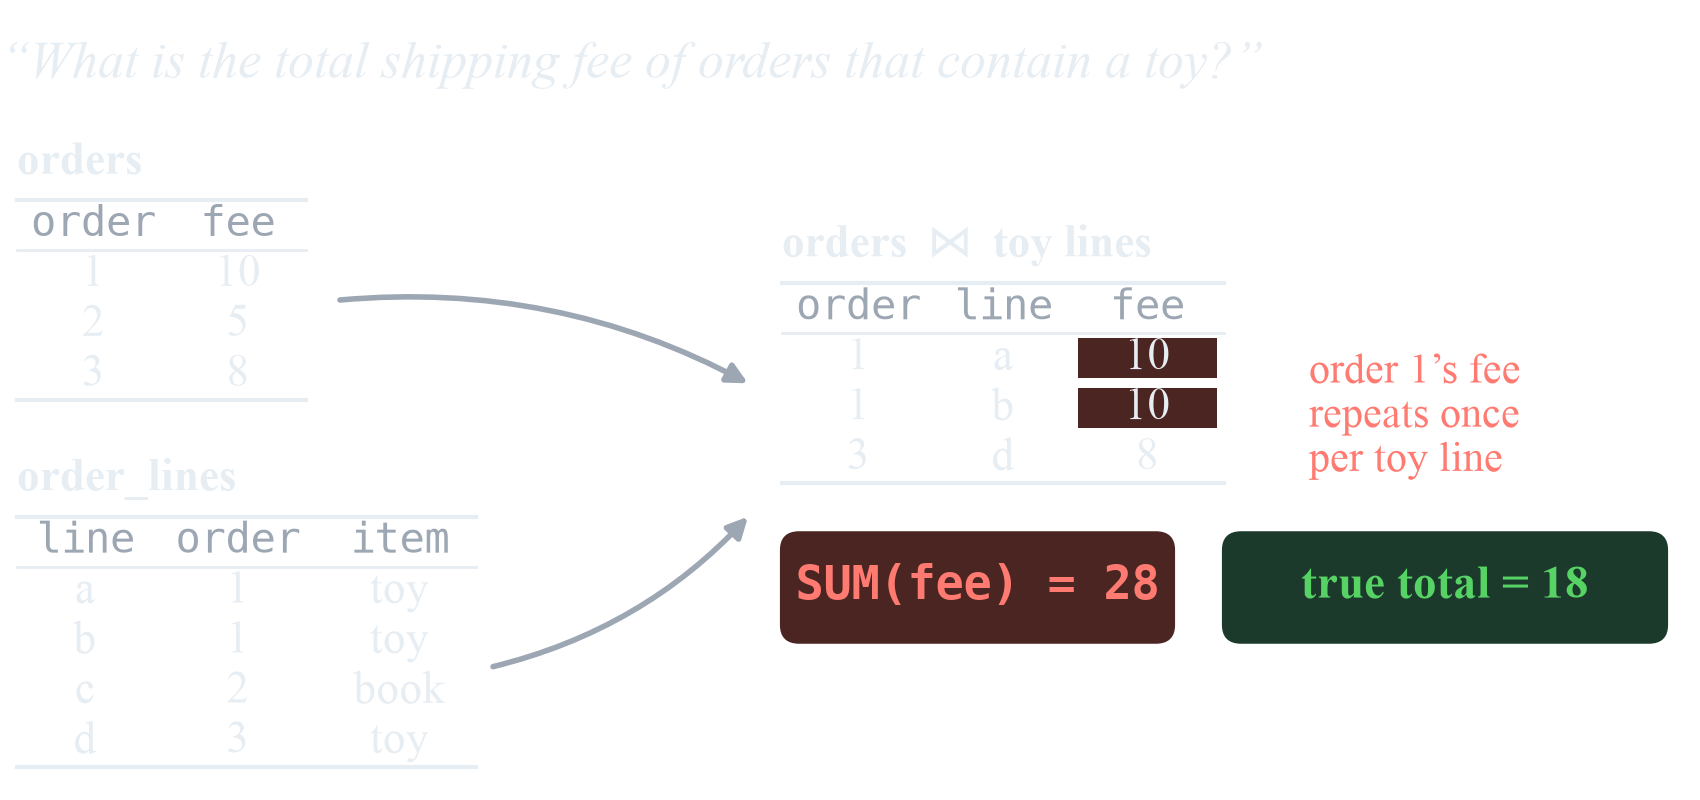 “What is the total shipping fee of orders that contain a toy?”
orders
order fee
1 10
2 5
3 8
order_lines
line order item
a 1 toy
b 1 toy
c 2 book
d 3 toy
orders ⋈ toy lines
order line fee
1 a 10
1 b 10
3 d 8
order 1’s fee
repeats once
per toy line
SUM(fee) = 28
true total = 18